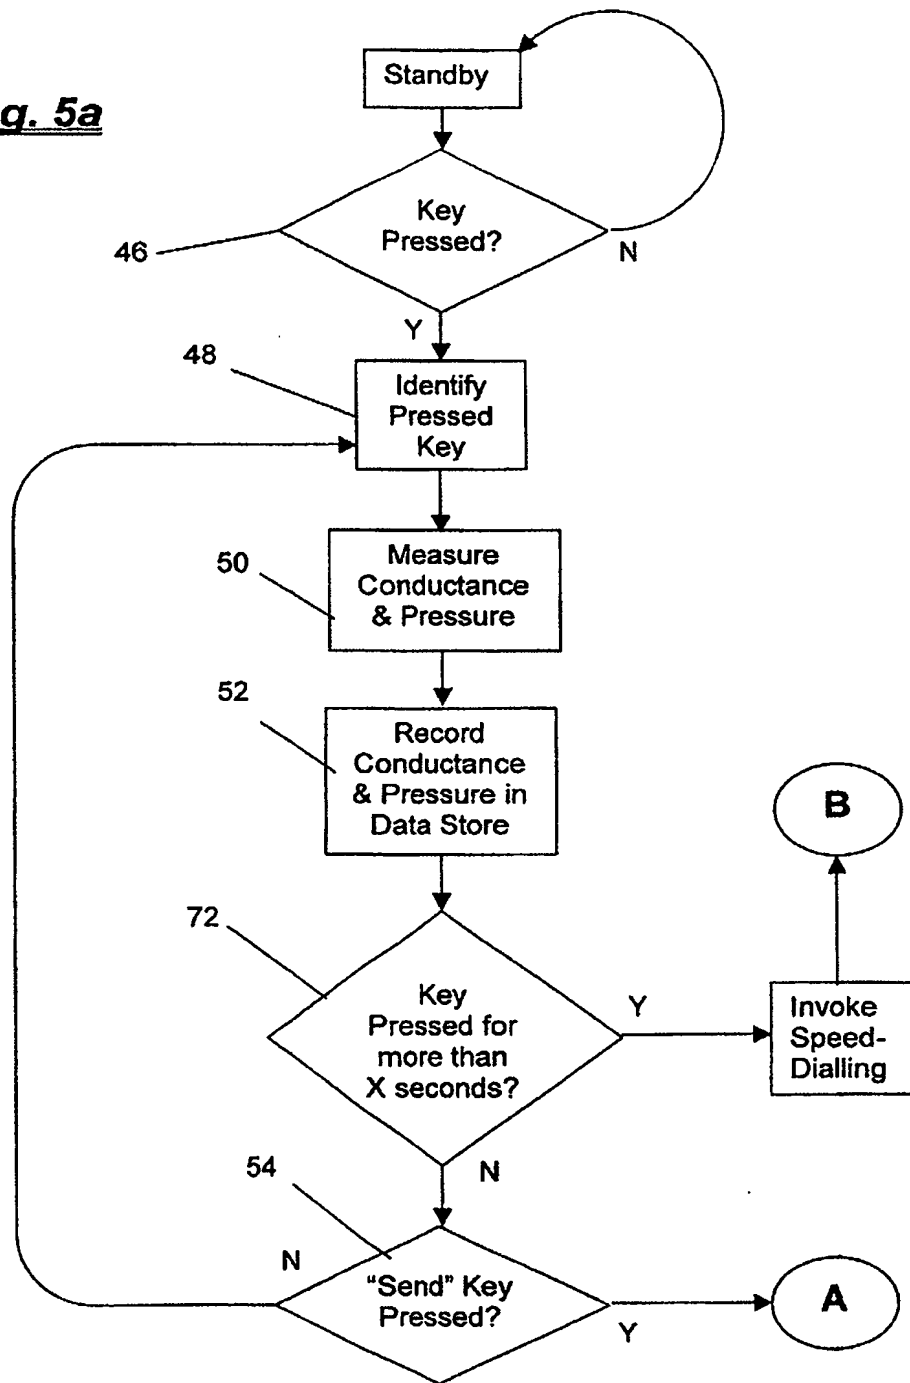 g. 5a
Standby
Key
Pressed?
46
N
Y
48
Identify
Pressed
Key
50
Measure
Conductance
& Pressure
52
Record
Conductance
& Pressure in
Data Store
B
72
Key
Pressed for
more than
X seconds?
Y
Invoke
Speed-
Dialling
N
54
N
"Send" Key
Pressed?
Y
A